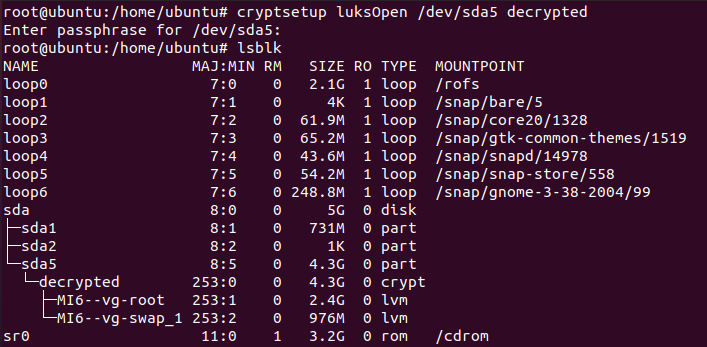 root@ubuntu:/home/ubuntu# cryptsetup luksOpen /dev/sda5 decrypted
Enter passphrase for /dev/sda5:
root@ubuntu:/home/ubuntu# lsblk
NAME                MAJ:MIN RM   SIZE RO TYPE  MOUNTPOINT
loop0                 7:0    0   2.1G  1 loop  /rofs
loop1                 7:1    0     4K  1 loop  /snap/bare/5
loop2                 7:2    0  61.9M  1 loop  /snap/core20/1328
loop3                 7:3    0  65.2M  1 loop  /snap/gtk-common-themes/1519
loop4                 7:4    0  43.6M  1 loop  /snap/snapd/14978
loop5                 7:5    0  54.2M  1 loop  /snap/snap-store/558
loop6                 7:6    0 248.8M  1 loop  /snap/gnome-3-38-2004/99
sda                   8:0    0     5G  0 disk
├─sda1                8:1    0   731M  0 part
├─sda2                8:2    0     1K  0 part
└─sda5                8:5    0   4.3G  0 part
  └─decrypted       253:0    0   4.3G  0 crypt
    ├─MI6--vg-root  253:1    0   2.4G  0 lvm
    └─MI6--vg-swap_1 253:2    0   976M  0 lvm
sr0                  11:0    1   3.2G  0 rom   /cdrom